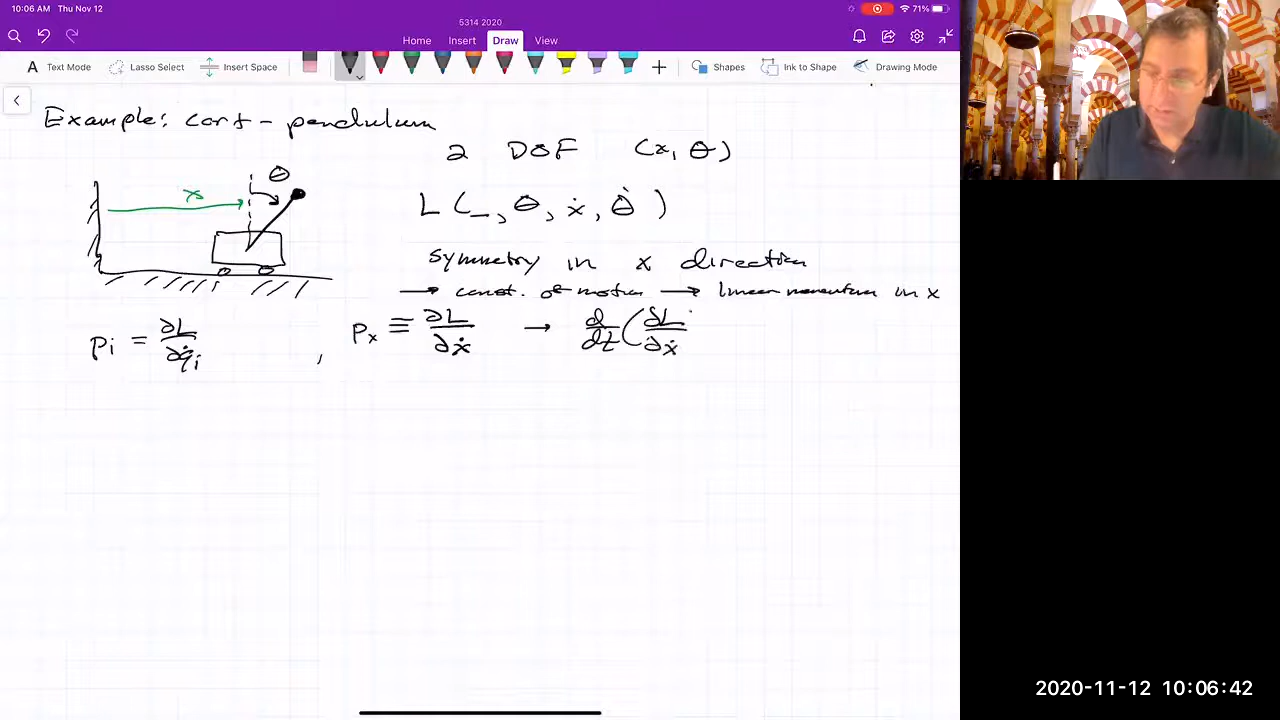 10:06 AM Thu Nov 12
71%
5314 2020
Home Insert Draw View
Text Mode Lasso Select Insert Space Shapes Ink to Shape Drawing Mode
Example: cart - pendulum
2 DOF (x, θ)
θ
x
L (_, θ, ẋ, θ̇)
symmetry in x direction
→ const. of motion → linear momentum in x
pᵢ = ∂L/∂q̇ᵢ , pₓ ≡ ∂L/∂ẋ → d/dt (∂L/∂ẋ
2020-11-12 10:06:42